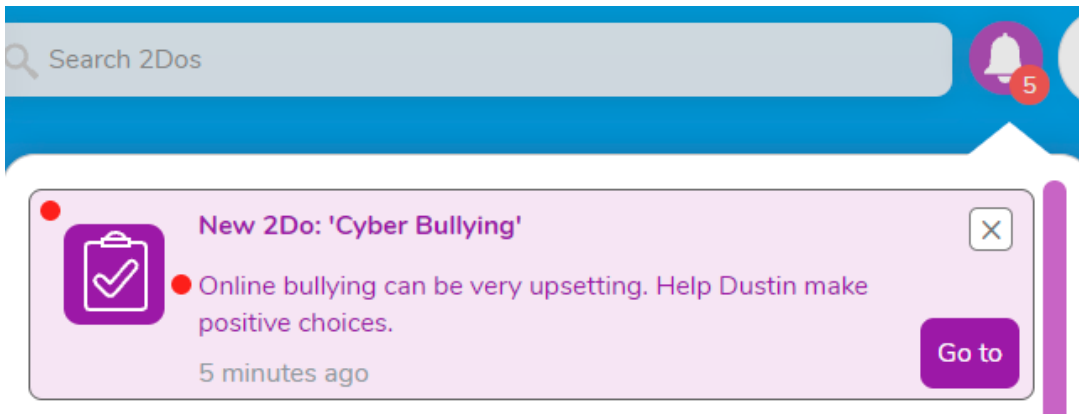 Search 2Dos
5
New 2Do: 'Cyber Bullying'
Online bullying can be very upsetting. Help Dustin make
positive choices.
Go to
5 minutes ago